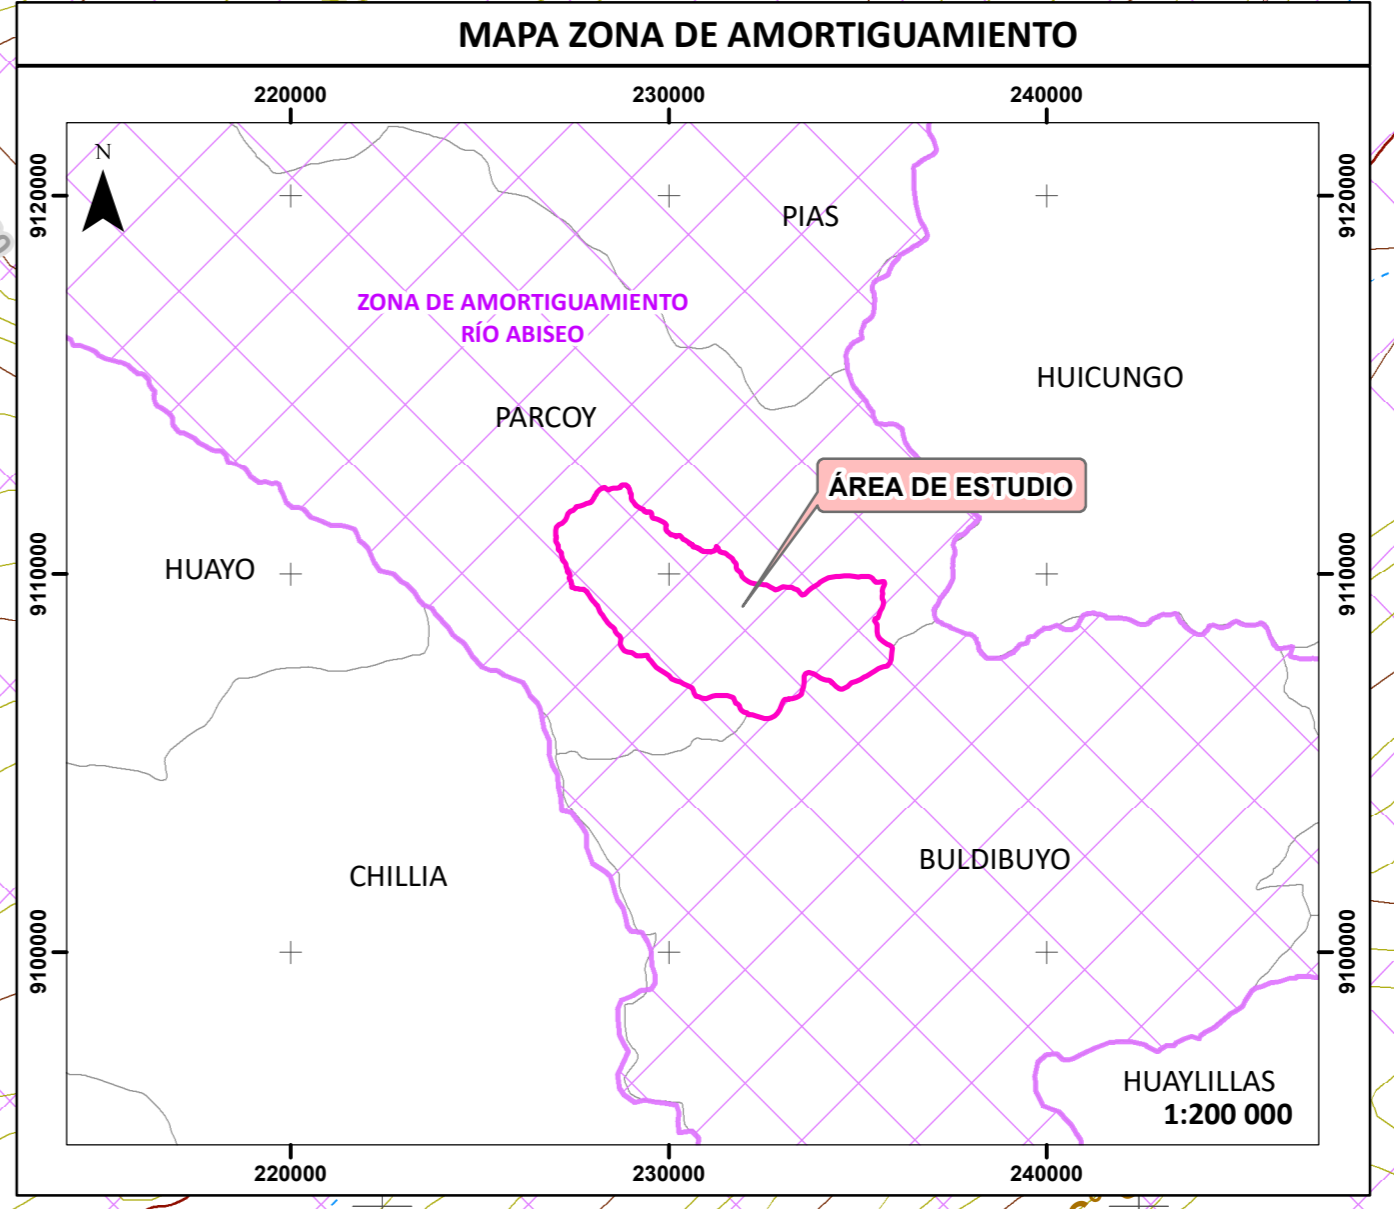 MAPA ZONA DE AMORTIGUAMIENTO
220000
230000
240000
N
9120000
9120000
PIAS
ZONA DE AMORTIGUAMIENTO
RÍO ABISEO
HUICUNGO
PARCOY
ÁREA DE ESTUDIO
9110000
9110000
HUAYO
BULDIBUYO
CHILLIA
9100000
9100000
HUAYLILLAS
1:200 000
220000
230000
240000